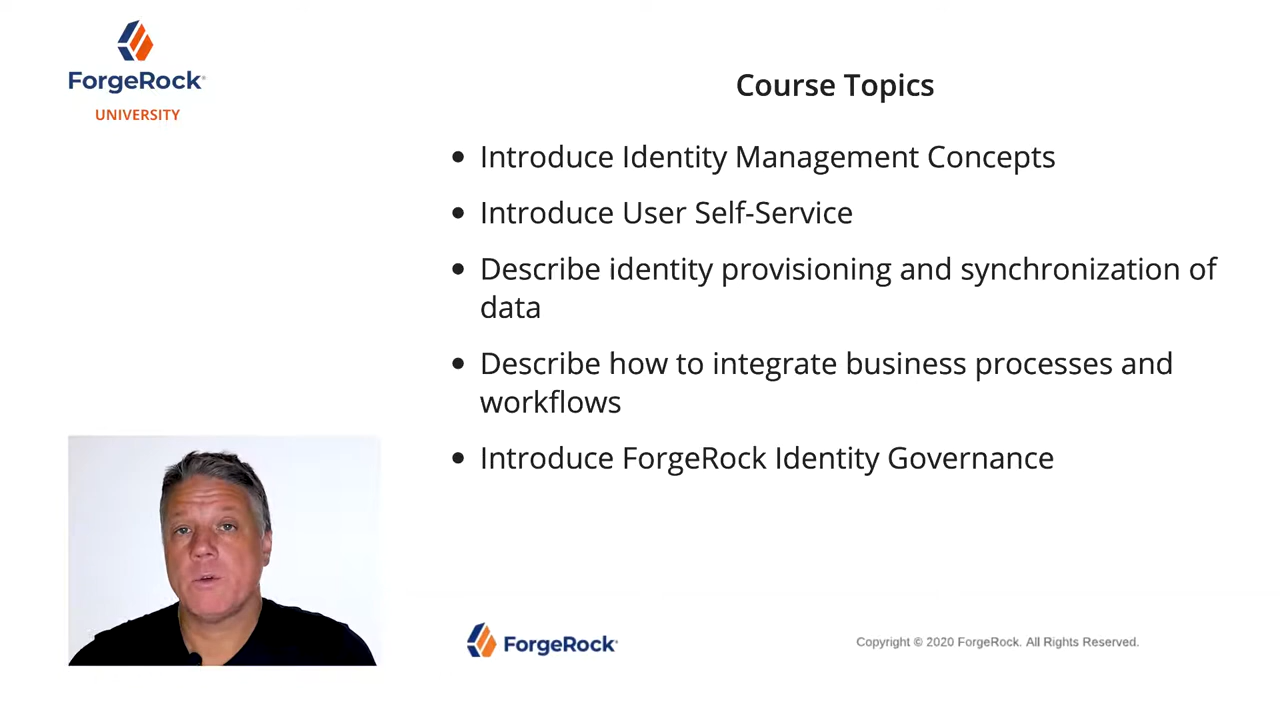 ForgeRock®
UNIVERSITY
Course Topics
• Introduce Identity Management Concepts
• Introduce User Self-Service
• Describe identity provisioning and synchronization of
data
• Describe how to integrate business processes and
workflows
• Introduce ForgeRock Identity Governance
ForgeRock®
Copyright © 2020 ForgeRock. All Rights Reserved.